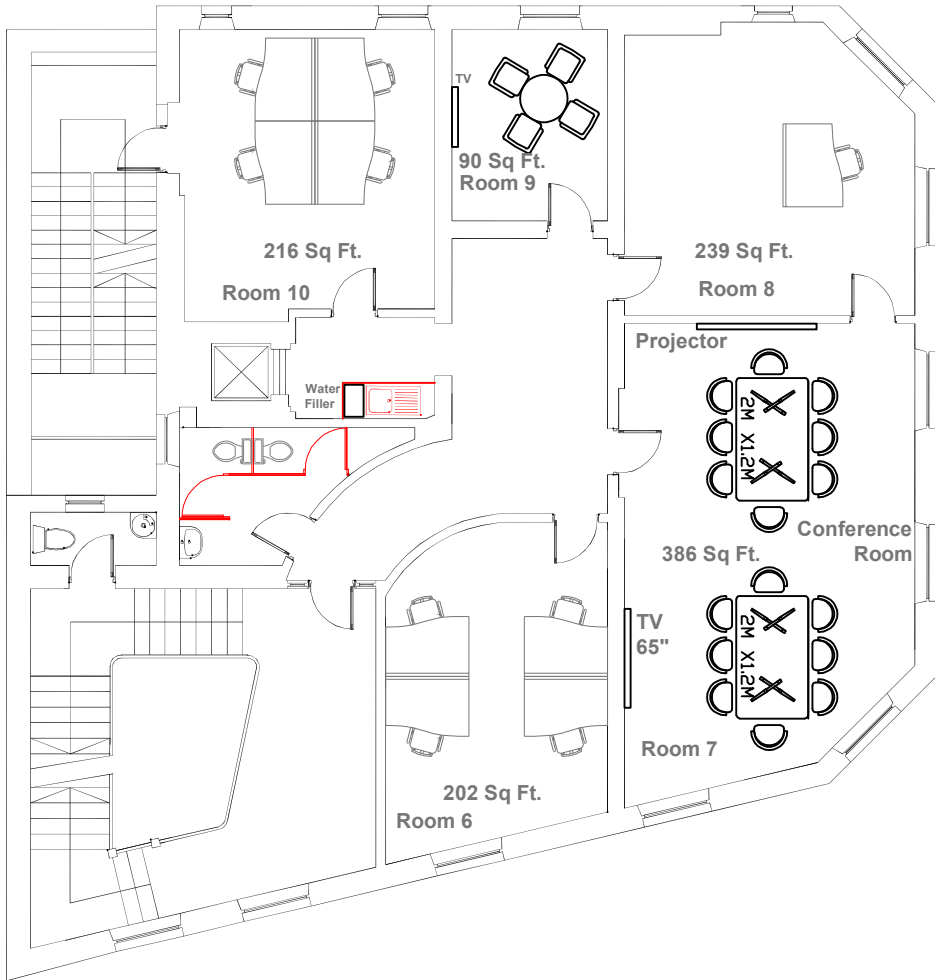 TV
90 Sq Ft.
Room 9
216 Sq Ft.
Room 10
239 Sq Ft.
Room 8
Projector
Water
Filler
2M X1.2M
Conference
Room
386 Sq Ft.
2M X1.2M
TV
65"
Room 7
202 Sq Ft.
Room 6